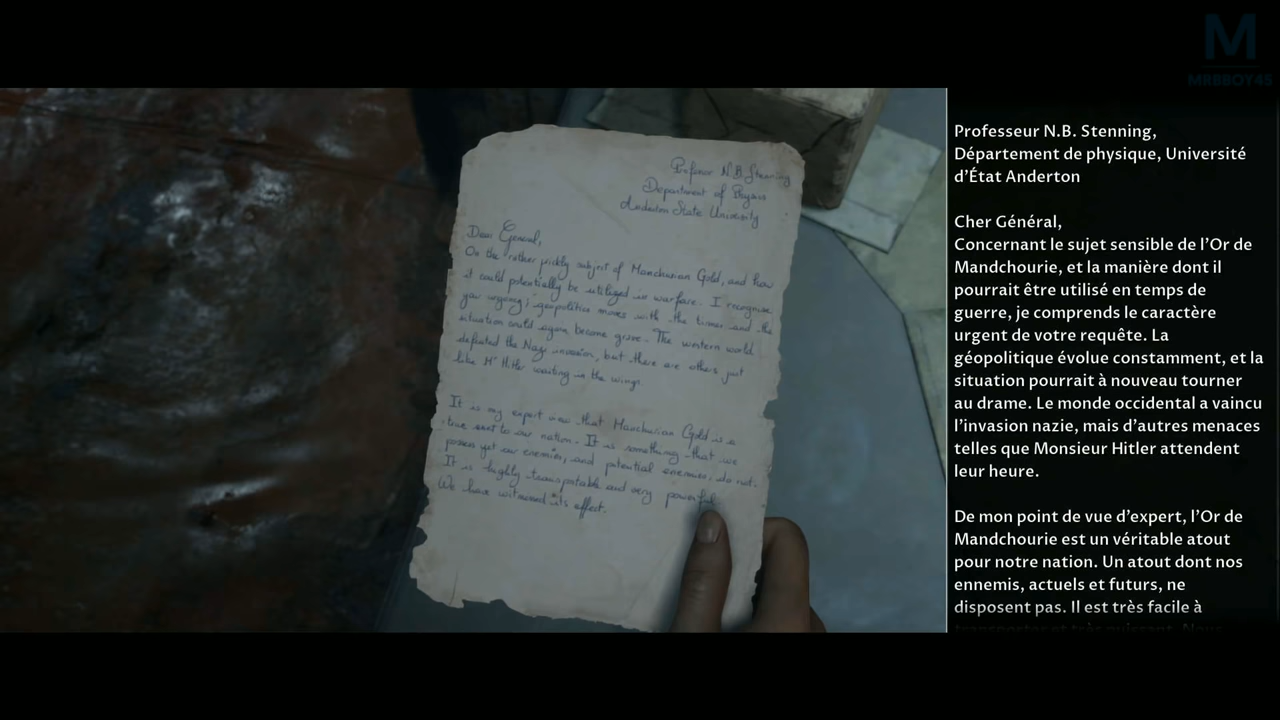 M
MRBBOY45
Professor N.B. Stenning
Department of Physics
Anderton State University
Dear General,
On the rather prickly subject of Manchurian Gold, and how
it could potentially be utilized in warfare. I recognise
your urgency; geopolitics moves with the times and the
situation could again become grave. The western world
defeated the Nazi invasion, but there are others just
like Mr Hitler waiting in the wings.
It is my expert view that Manchurian Gold is a
true asset to our nation. It is something that we
possess yet our enemies, and potential enemies, do not.
It is highly transportable and very powerful.
We have witnessed its effect.
Professeur N.B. Stenning,
Département de physique, Université
d'État Anderton
Cher Général,
Concernant le sujet sensible de l'Or de
Mandchourie, et la manière dont il
pourrait être utilisé en temps de
guerre, je comprends le caractère
urgent de votre requête. La
géopolitique évolue constamment, et la
situation pourrait à nouveau tourner
au drame. Le monde occidental a vaincu
l'invasion nazie, mais d'autres menaces
telles que Monsieur Hitler attendent
leur heure.
De mon point de vue d'expert, l'Or de
Mandchourie est un véritable atout
pour notre nation. Un atout dont nos
ennemis, actuels et futurs, ne
disposent pas. Il est très facile à
transporter et très puissant. Nous